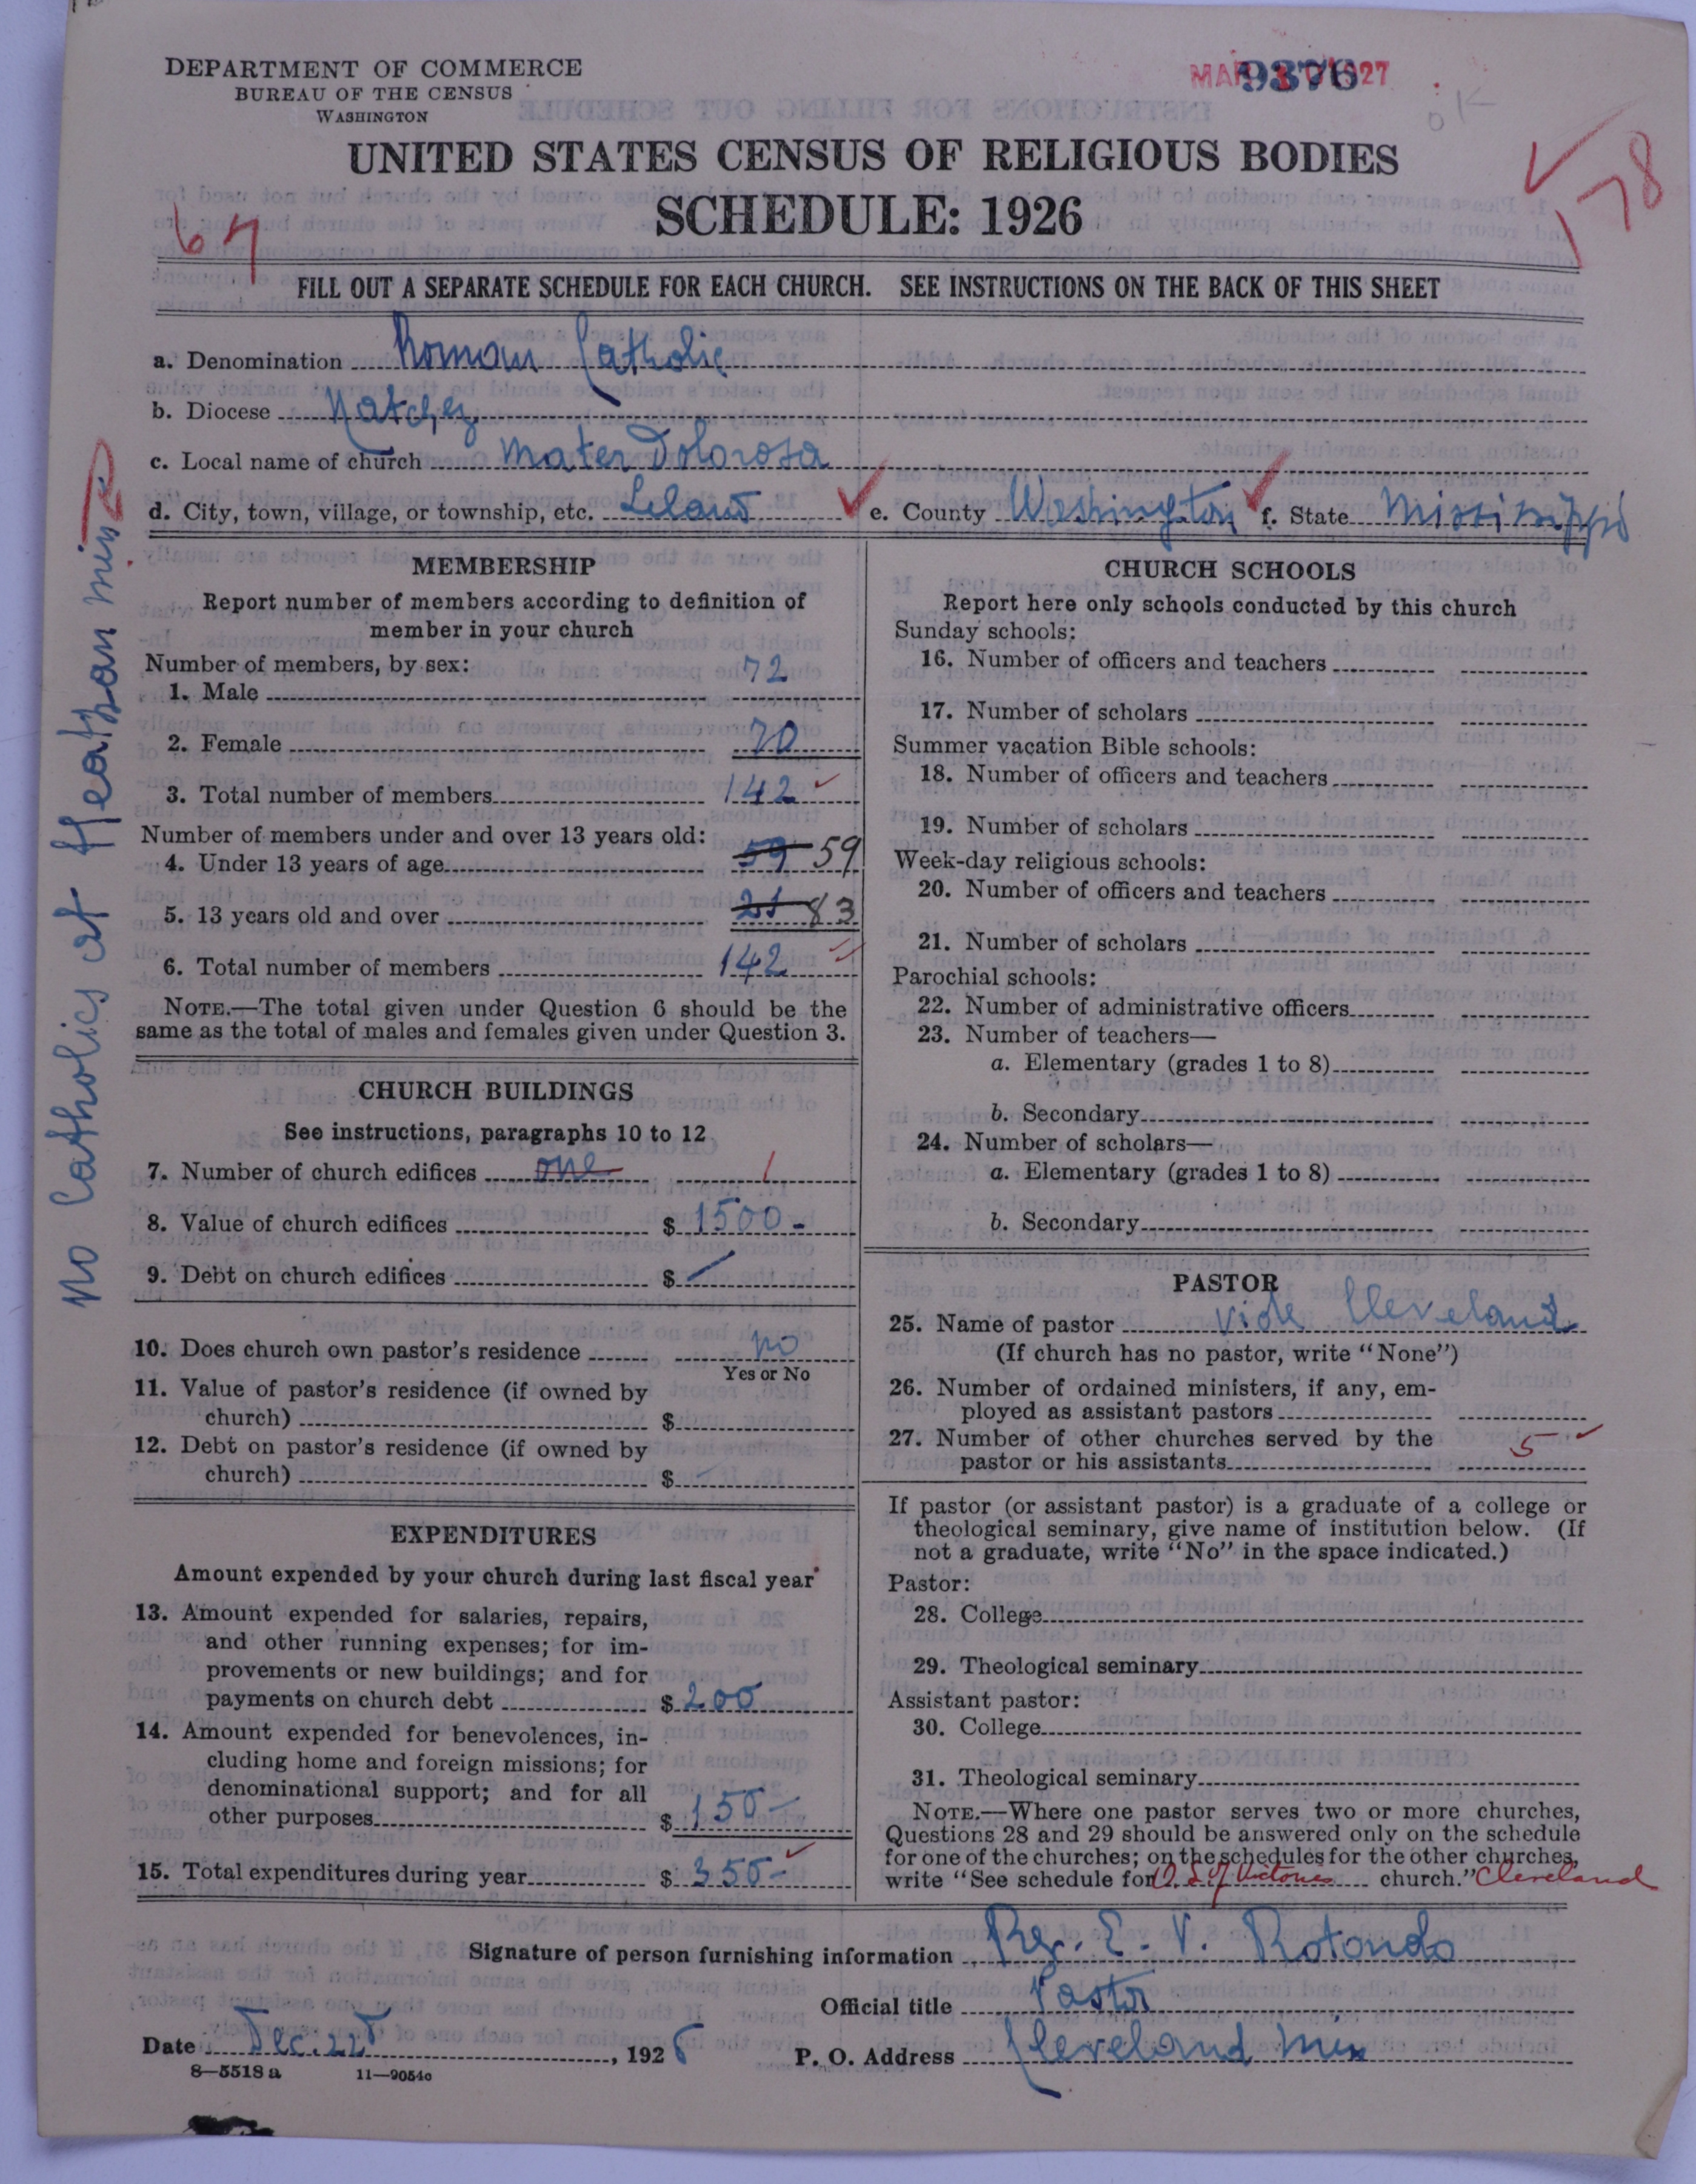 DEPARTMENT OF COMMERCE
BUREAU OF THE CENSUS
WASHINGTON
9376
OK
178
UNITED STATES CENSUS OF RELIGIOUS BODIES
SCHEDULE: 1926
67
FILL OUT A SEPARATE SCHEDULE FOR EACH CHURCH. SEE INSTRUCTIONS ON THE BACK OF THIS SHEET
a. Denomination Roman Catholic
b. Diocese Natchez
c. Local name of church Mater Dolorosa
d. City, town, village, or township, etc. Leland e. County Washington f. State Mississippi
No Catholics at Heathman Miss
MEMBERSHIP
Report number of members according to definition of
member in your church
Number of members, by sex:
1. Male 72
2. Female 70
3. Total number of members 142
Number of members under and over 13 years old:
4. Under 13 years of age 59 59
5. 13 years old and over 83
6. Total number of members 142
NOTE.—The total given under Question 6 should be the
same as the total of males and females given under Question 3.
CHURCH BUILDINGS
See instructions, paragraphs 10 to 12
7. Number of church edifices one 1
8. Value of church edifices $ 1500-
9. Debt on church edifices $ —
10. Does church own pastor's residence No
Yes or No
11. Value of pastor's residence (if owned by
church) $
12. Debt on pastor's residence (if owned by
church) $ —
EXPENDITURES
Amount expended by your church during last fiscal year
13. Amount expended for salaries, repairs,
and other running expenses; for im-
provements or new buildings; and for
payments on church debt $ 200
14. Amount expended for benevolences, in-
cluding home and foreign missions; for
denominational support; and for all
other purposes $ 150-
15. Total expenditures during year $ 350-
CHURCH SCHOOLS
Report here only schools conducted by this church
Sunday schools:
16. Number of officers and teachers
17. Number of scholars
Summer vacation Bible schools:
18. Number of officers and teachers
19. Number of scholars
Week-day religious schools:
20. Number of officers and teachers
21. Number of scholars
Parochial schools:
22. Number of administrative officers
23. Number of teachers—
a. Elementary (grades 1 to 8)
b. Secondary
24. Number of scholars—
a. Elementary (grades 1 to 8)
b. Secondary
PASTOR
25. Name of pastor Vide Cleveland
(If church has no pastor, write "None")
26. Number of ordained ministers, if any, em-
ployed as assistant pastors
27. Number of other churches served by the
pastor or his assistants 5
If pastor (or assistant pastor) is a graduate of a college or
theological seminary, give name of institution below. (If
not a graduate, write "No" in the space indicated.)
Pastor:
28. College
29. Theological seminary
Assistant pastor:
30. College
31. Theological seminary
NOTE.—Where one pastor serves two or more churches,
Questions 28 and 29 should be answered only on the schedule
for one of the churches; on the schedules for the other churches,
write "See schedule for O. L. of Victories church." Cleveland
Signature of person furnishing information Rev. E. V. Rotondo
Official title Pastor
Date Dec. 22, 1926 P. O. Address Cleveland Miss
8—5518 a 11—9054c